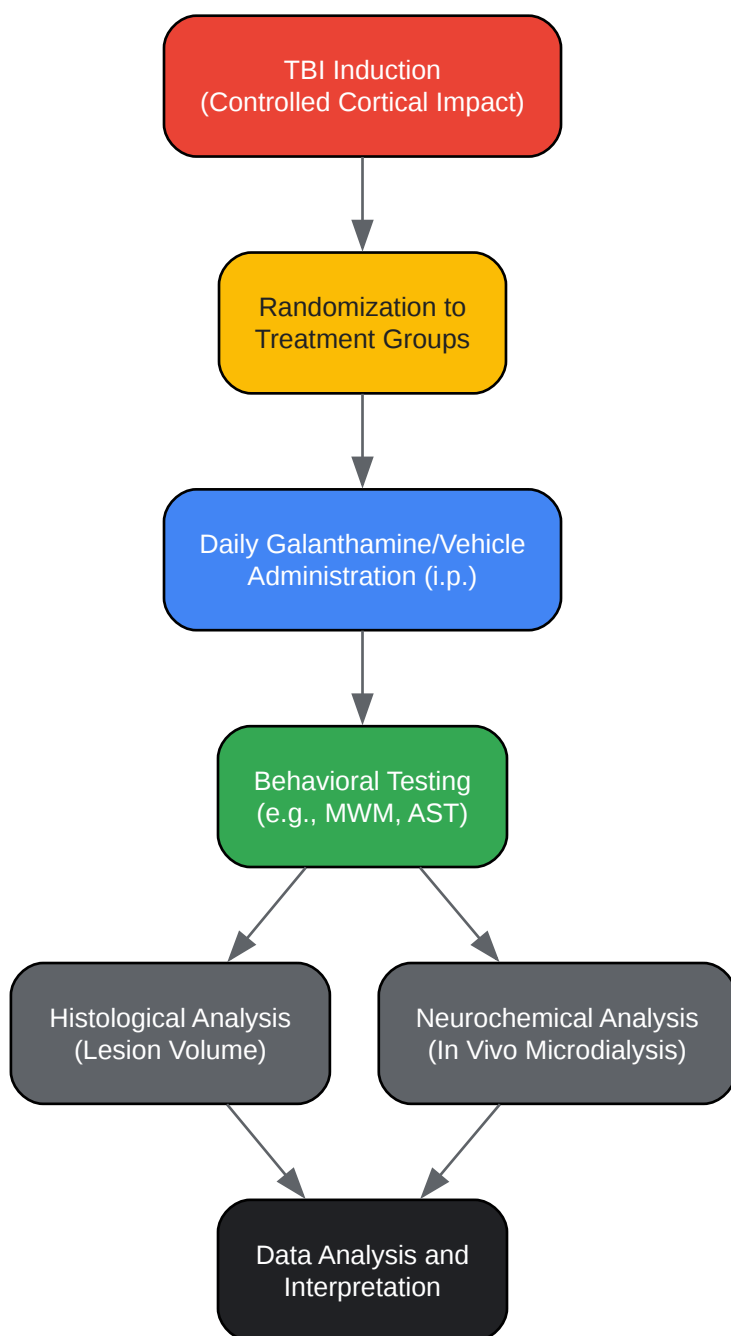 TBI Induction
(Controlled Cortical Impact)
Randomization to
Treatment Groups
Daily Galanthamine/Vehicle
Administration (i.p.)
Behavioral Testing
(e.g., MWM, AST)
Histological Analysis
(Lesion Volume)
Neurochemical Analysis
(In Vivo Microdialysis)
Data Analysis and
Interpretation